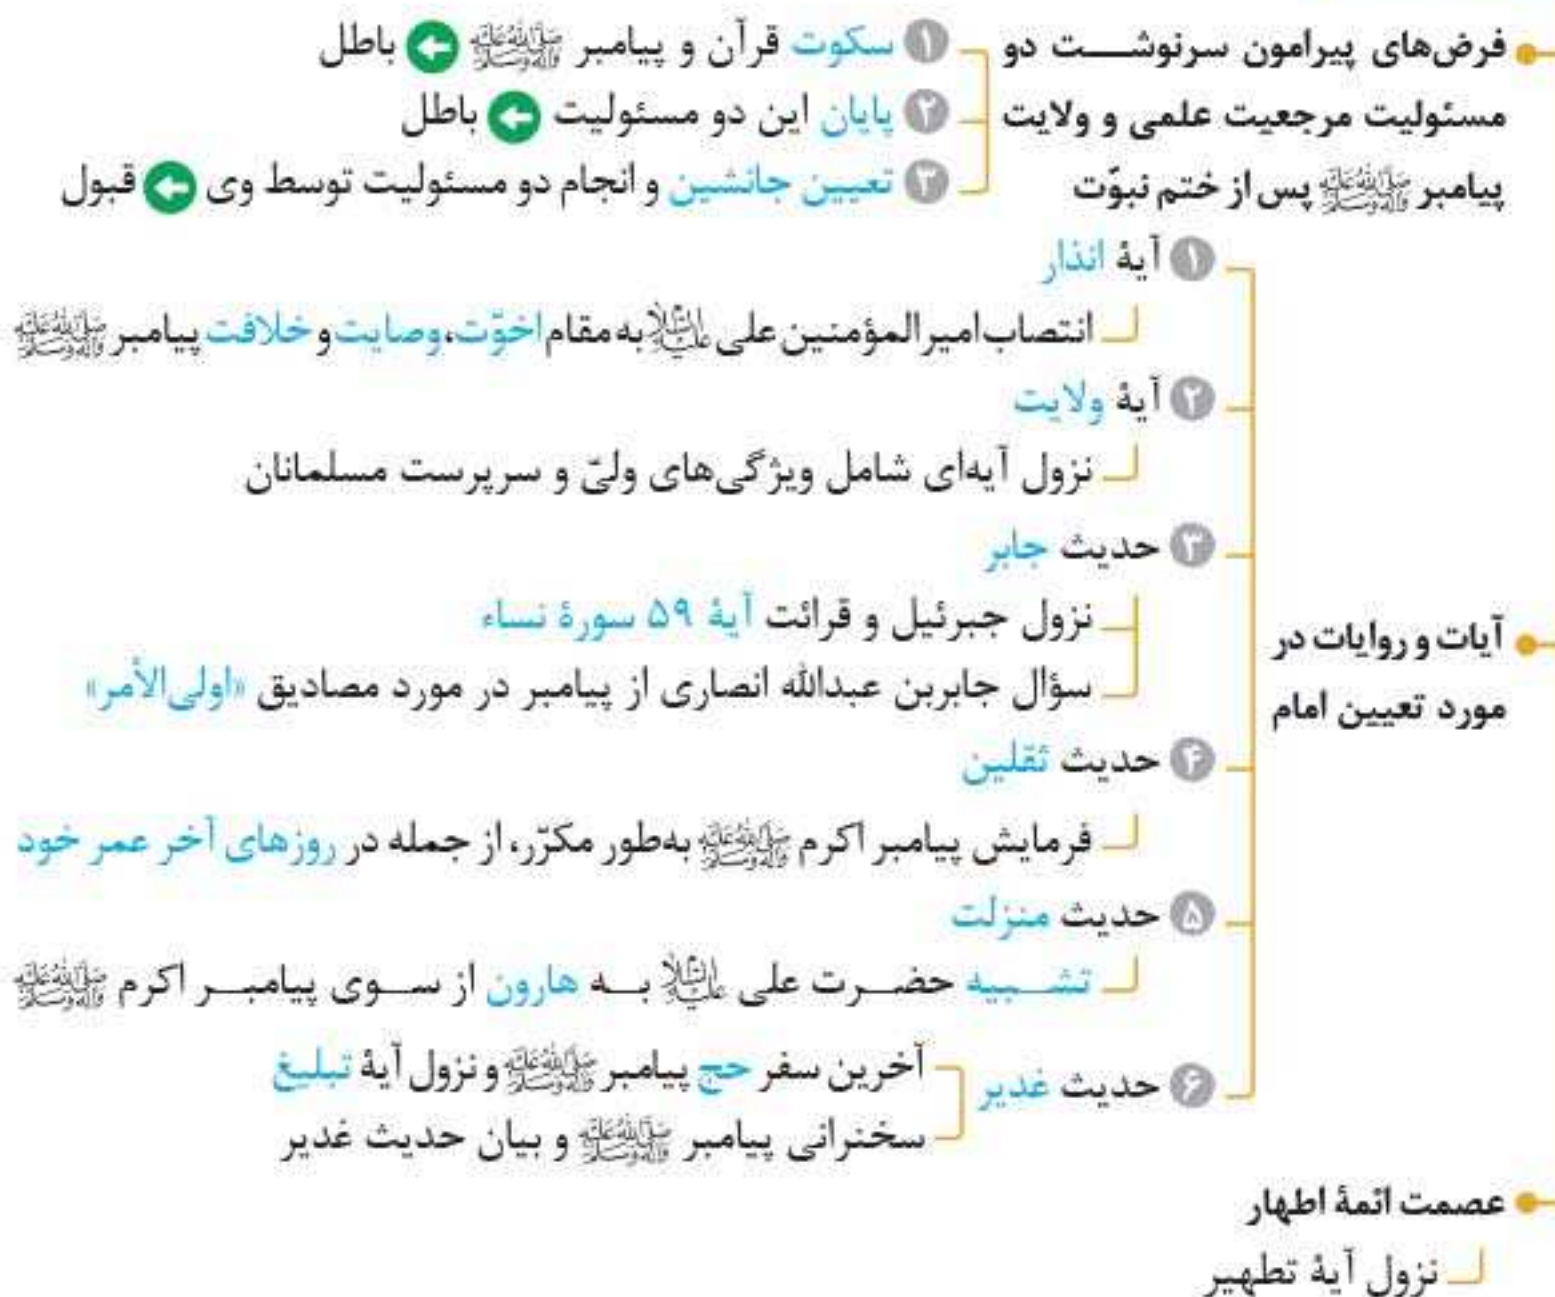 فرض‌های پیرامون سرنوشت دو
مسئولیت مرجعیت علمی و ولایت
پیامبر ﷺ پس از ختم نبوّت
۱ سکوت قرآن و پیامبر ﷺ ← باطل
۲ پایان این دو مسئولیت ← باطل
۳ تعیین جانشین و انجام دو مسئولیت توسط وی ← قبول
آیات و روایات در
مورد تعیین امام
۱ آیهٔ انذار
انتصاب امیرالمؤمنین علی علیه‌السلام به مقام اخوّت، وصایت و خلافت پیامبر ﷺ
۲ آیهٔ ولایت
نزول آیه‌ای شامل ویژگی‌های ولیّ و سرپرست مسلمانان
۳ حدیث جابر
نزول جبرئیل و قرائت آیهٔ ۵۹ سورهٔ نساء
سؤال جابربن عبدالله انصاری از پیامبر در مورد مصادیق «اولی‌الأمر»
۴ حدیث ثقلین
فرمایش پیامبر اکرم ﷺ به‌طور مکرّر، از جمله در روزهای آخر عمر خود
۵ حدیث منزلت
تشبیه حضرت علی علیه‌السلام به هارون از سوی پیامبر اکرم ﷺ
۶ حدیث غدیر
آخرین سفر حج پیامبر ﷺ و نزول آیهٔ تبلیغ
سخنرانی پیامبر ﷺ و بیان حدیث غدیر
عصمت ائمهٔ اطهار
نزول آیهٔ تطهیر